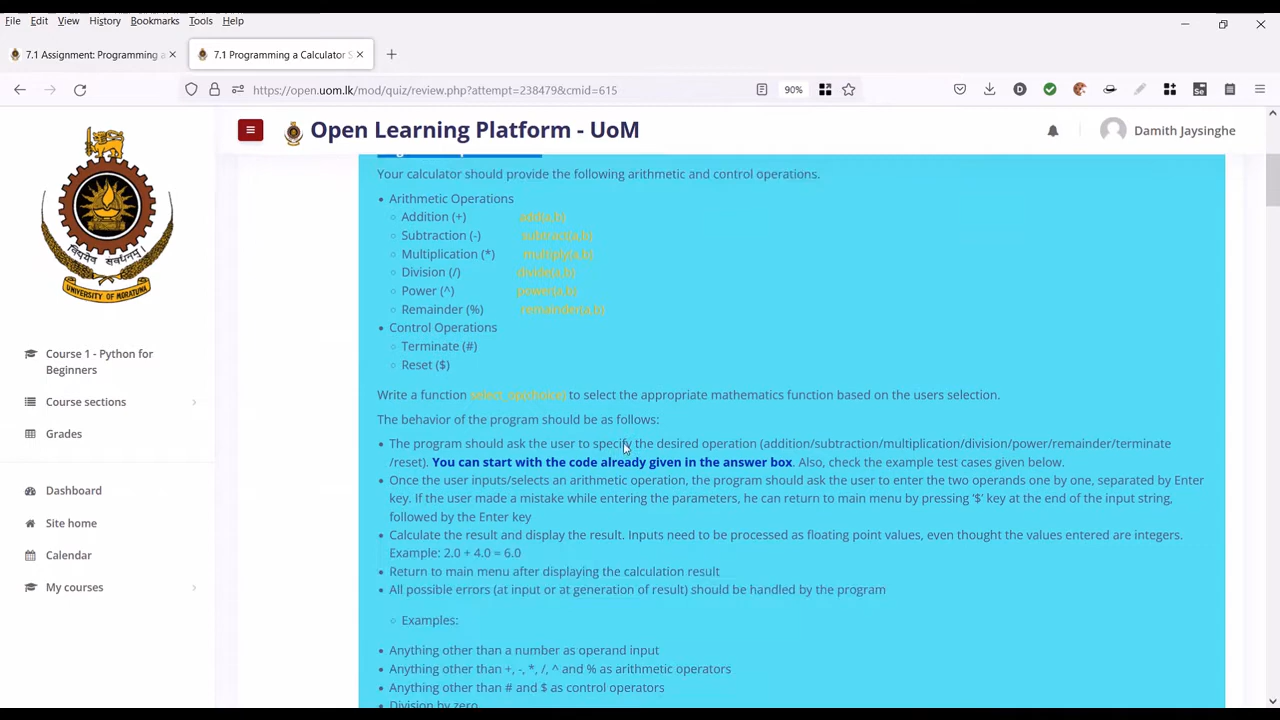 File Edit View History Bookmarks Tools Help
7.1 Assignment: Programming a
7.1 Programming a Calculator S
https://open.uom.lk/mod/quiz/review.php?attempt=238479&cmid=615
90%
Open Learning Platform - UoM
Damith Jaysinghe
UNIVERSITY OF MORATUWA
Course 1 - Python for
Beginners
Course sections
Grades
Dashboard
Site home
Calendar
My courses
Your calculator should provide the following arithmetic and control operations.
Arithmetic Operations
Addition (+) add(a,b)
Subtraction (-) subtract(a,b)
Multiplication (*) multiply(a,b)
Division (/) divide(a,b)
Power (^) power(a,b)
Remainder (%) remainder(a,b)
Control Operations
Terminate (#)
Reset ($)
Write a function select_op(choice) to select the appropriate mathematics function based on the users selection.
The behavior of the program should be as follows:
The program should ask the user to specify the desired operation (addition/subtraction/multiplication/division/power/remainder/terminate
/reset). You can start with the code already given in the answer box. Also, check the example test cases given below.
Once the user inputs/selects an arithmetic operation, the program should ask the user to enter the two operands one by one, separated by Enter
key. If the user made a mistake while entering the parameters, he can return to main menu by pressing '$' key at the end of the input string,
followed by the Enter key
Calculate the result and display the result. Inputs need to be processed as floating point values, even thought the values entered are integers.
Example: 2.0 + 4.0 = 6.0
Return to main menu after displaying the calculation result
All possible errors (at input or at generation of result) should be handled by the program
Examples:
Anything other than a number as operand input
Anything other than +, -, *, /, ^ and % as arithmetic operators
Anything other than # and $ as control operators
Division by zero